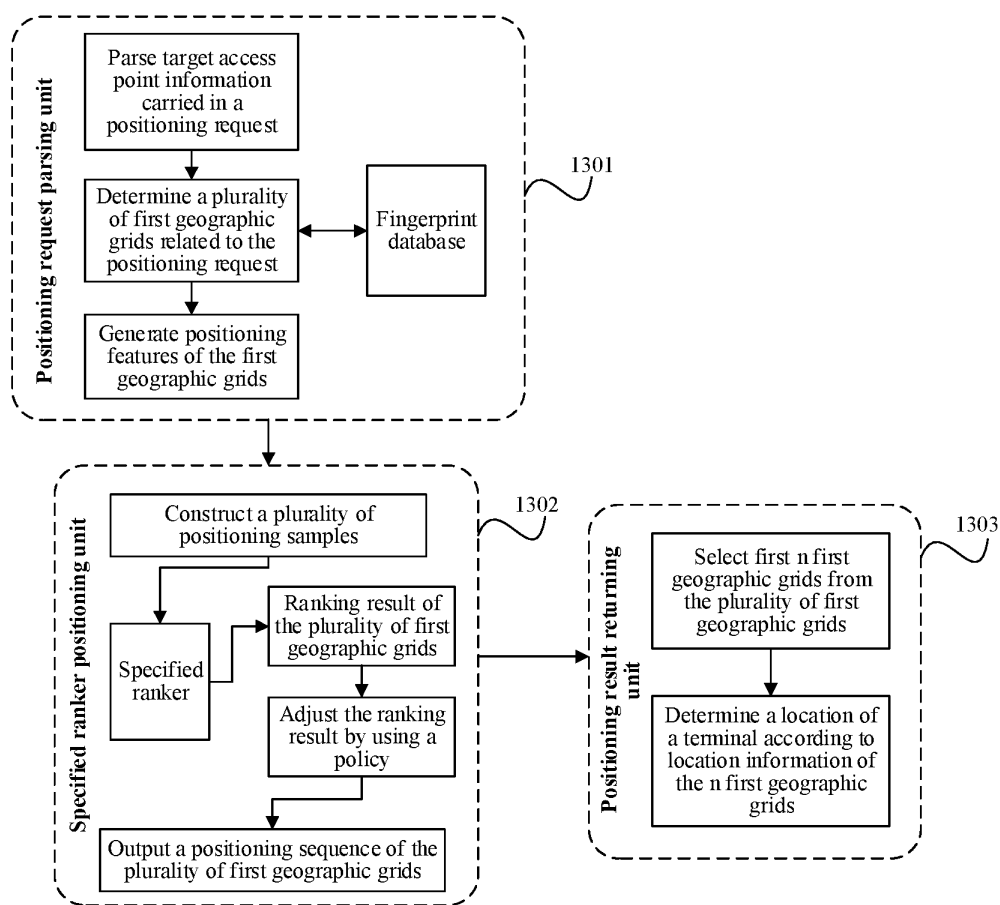 Positioning request parsing unit
Parse target access
point information
carried in a
positioning request
Determine a plurality
of first geographic
grids related to the
positioning request
Fingerprint
database
Generate positioning
features of the first
geographic grids
1301
Specified ranker positioning unit
Construct a plurality of
positioning samples
Specified
ranker
Ranking result of
the plurality of first
geographic grids
Adjust the ranking
result by using a
policy
Output a positioning sequence of the
plurality of first geographic grids
1302
Positioning result returning
unit
Select first n first
geographic grids from
the plurality of first
geographic grids
Determine a location of
a terminal according to
location information of
the n first geographic
grids
1303